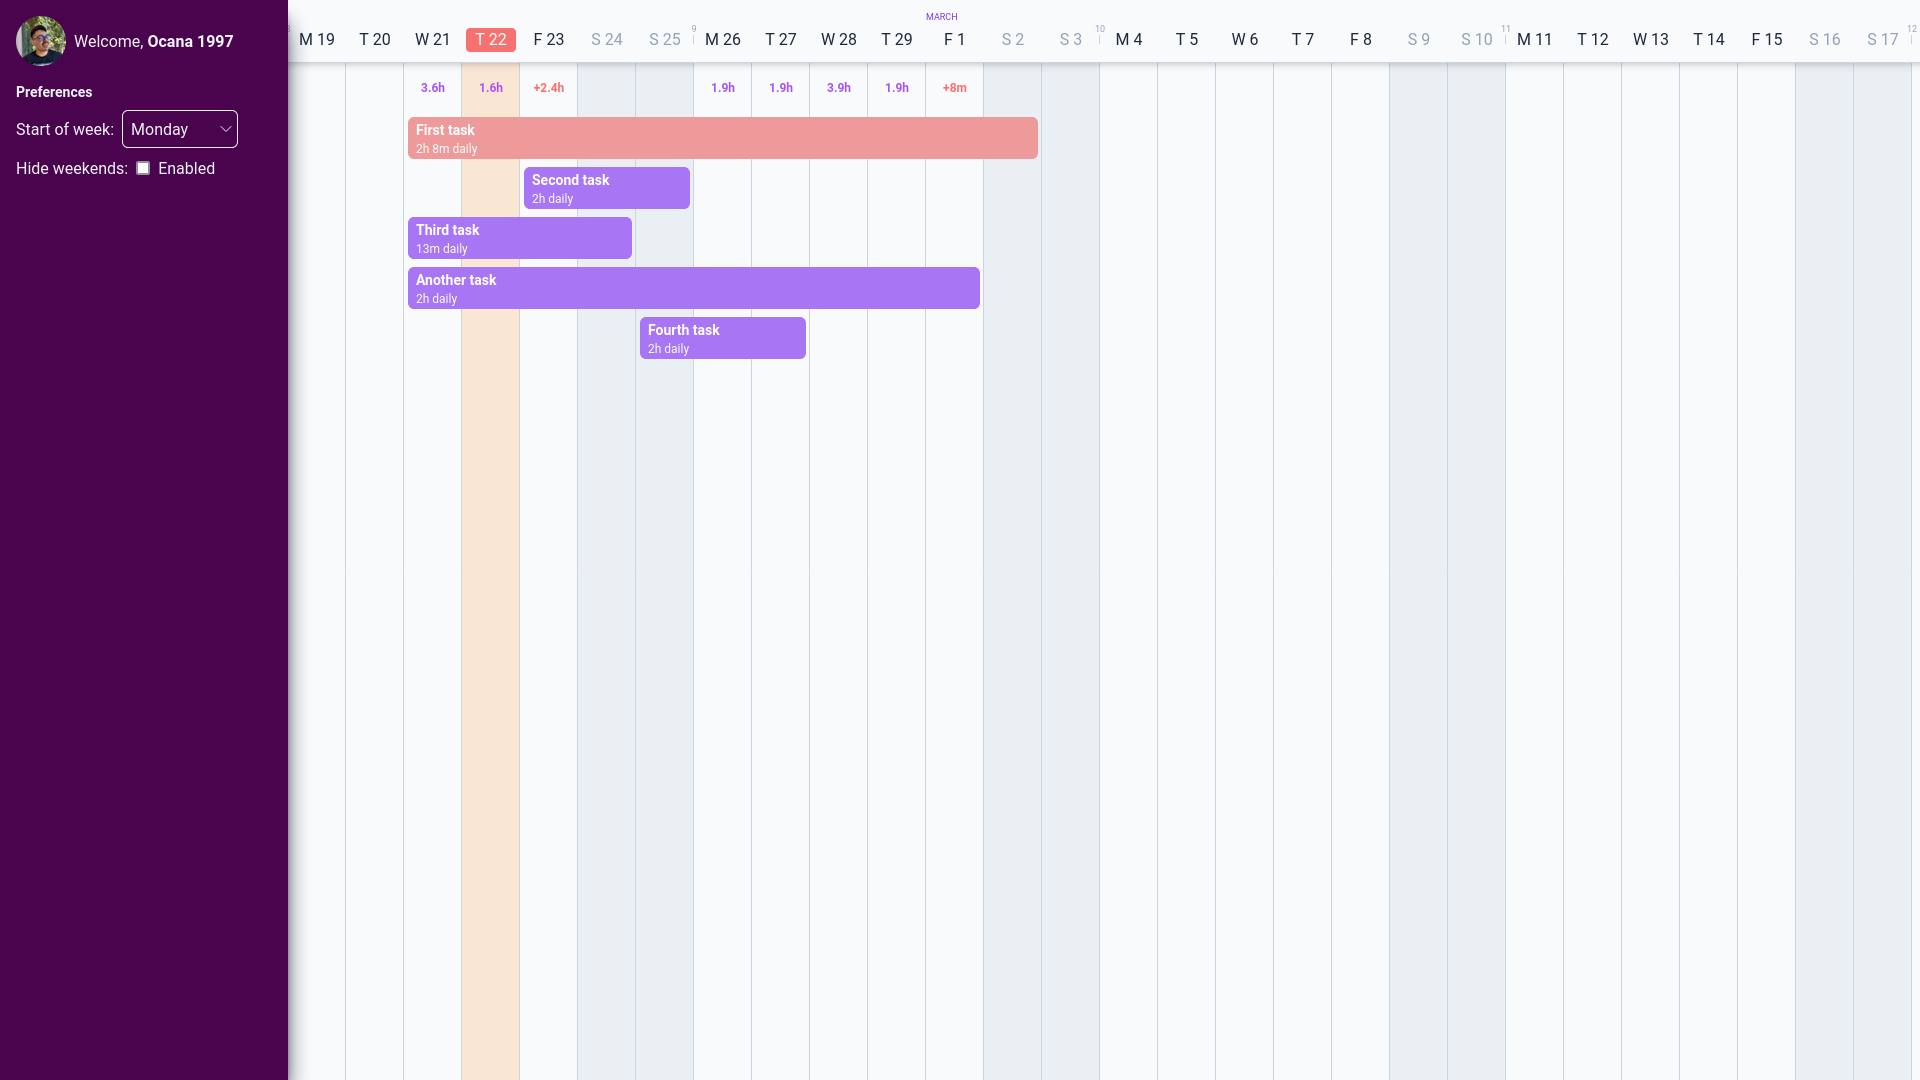 Welcome, Ocana 1997
Preferences
Start of week: Monday
Hide weekends: Enabled
MARCH
9 10 11 12
M 19 T 20 W 21 T 22 F 23 S 24 S 25 M 26 T 27 W 28 T 29 F 1 S 2 S 3 M 4 T 5 W 6 T 7 F 8 S 9 S 10 M 11 T 12 W 13 T 14 F 15 S 16 S 17
3.6h 1.6h +2.4h 1.9h 1.9h 3.9h 1.9h +8m
First task
2h 8m daily
Second task
2h daily
Third task
13m daily
Another task
2h daily
Fourth task
2h daily